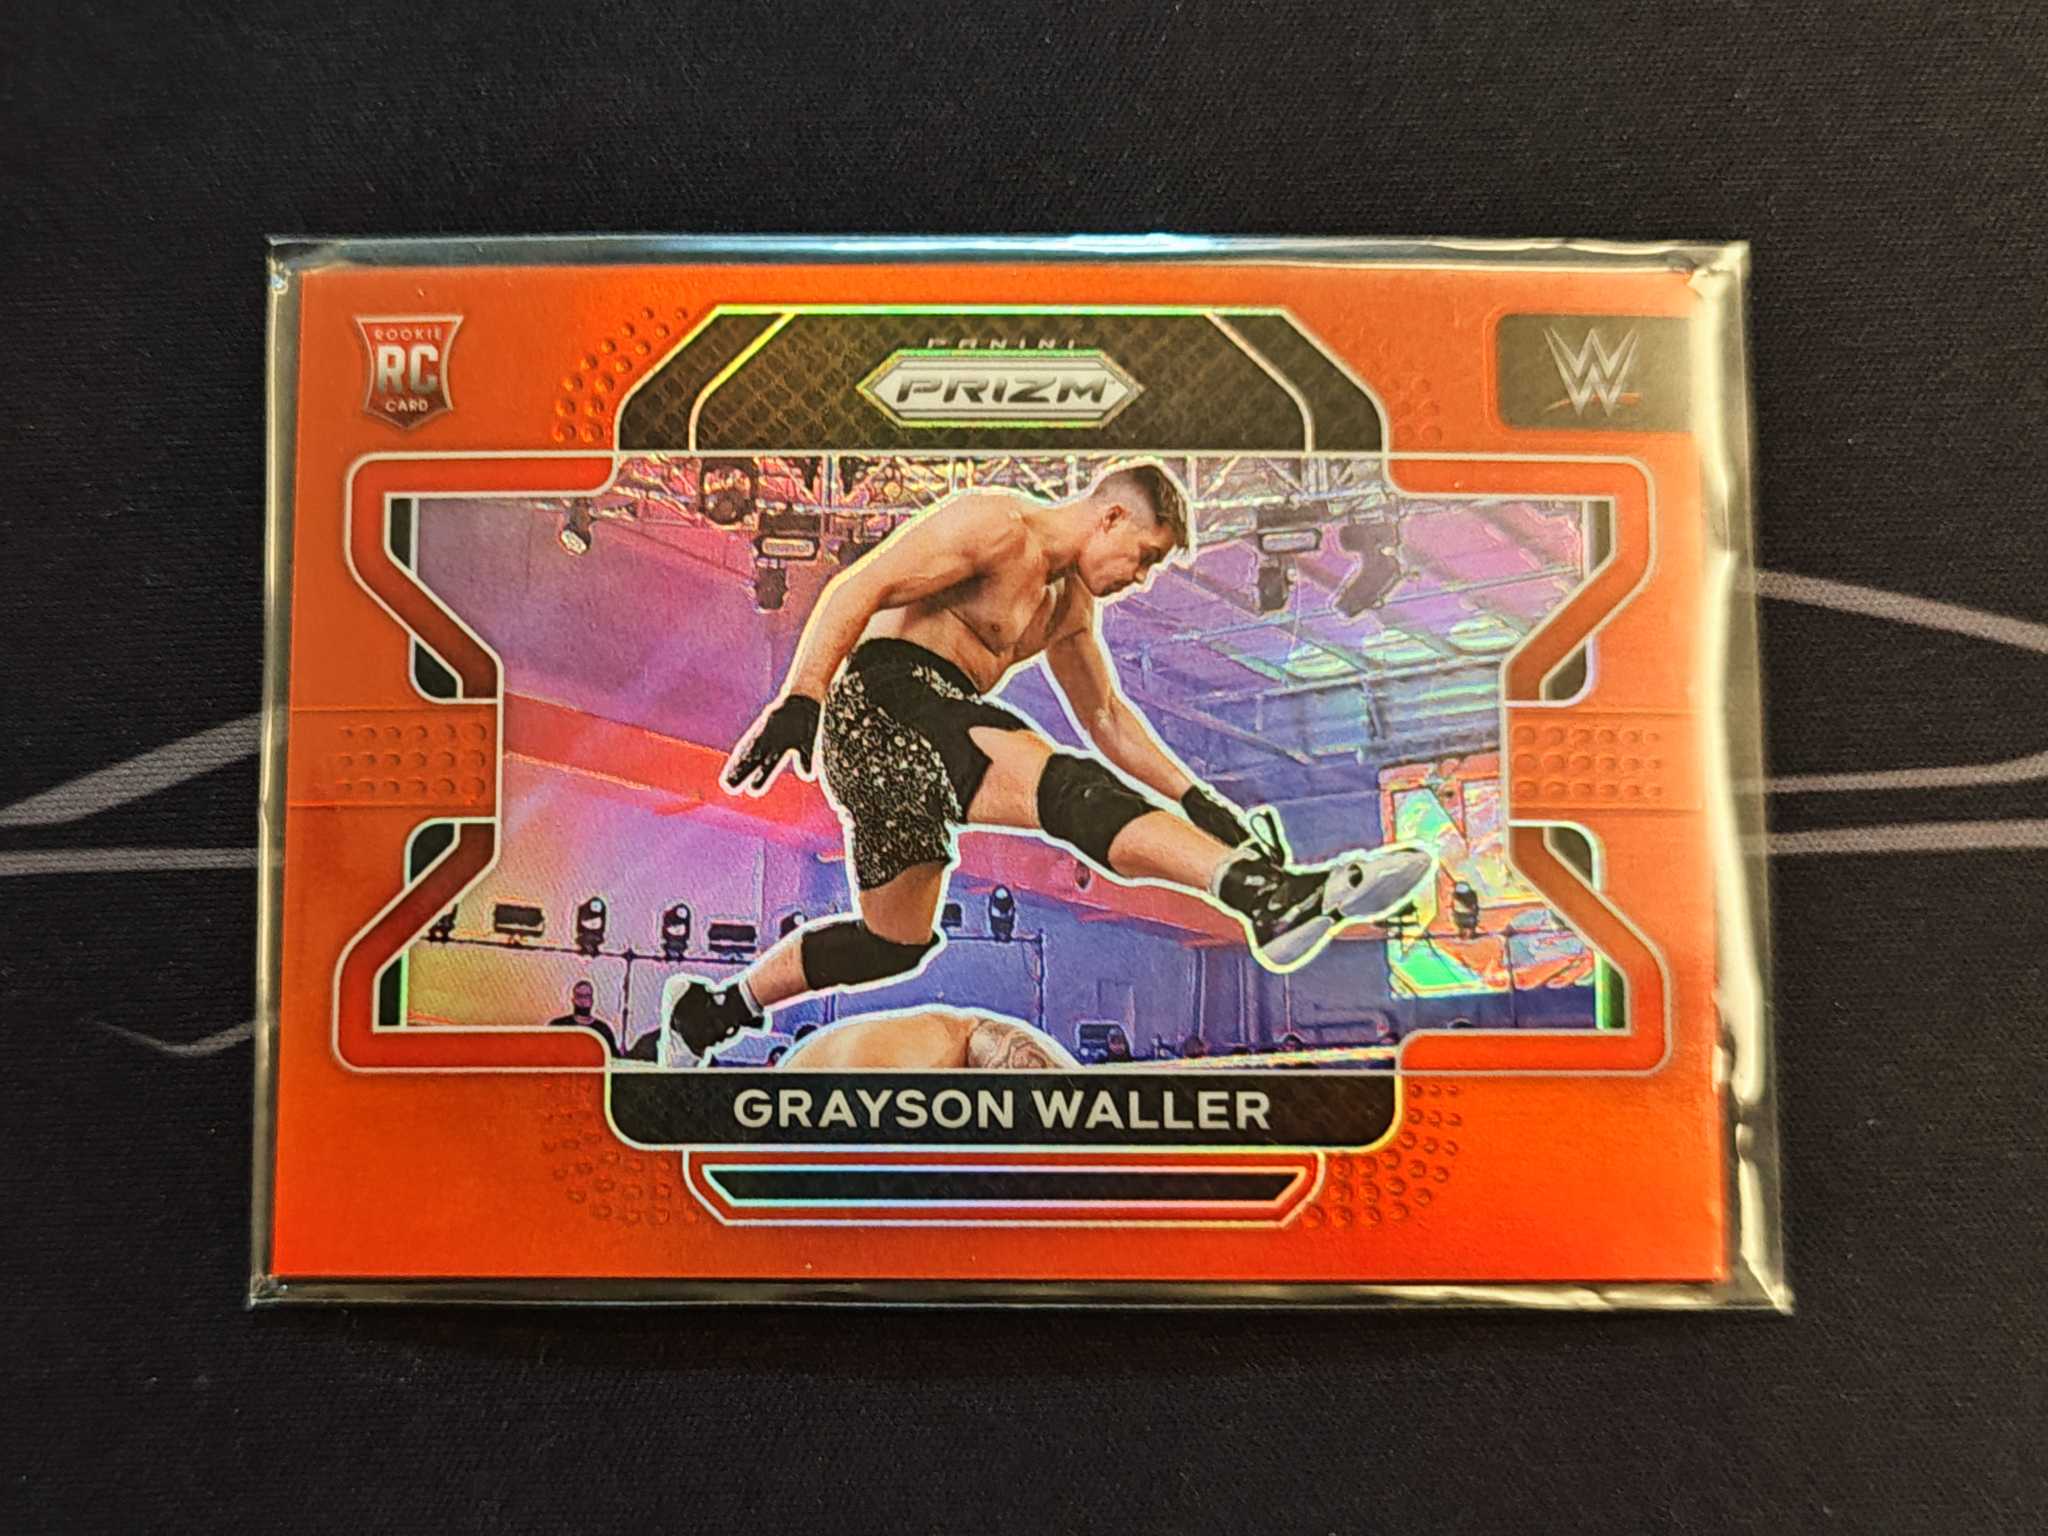 ROOKIE
RC
CARD
PANINI
PRIZM
W
GRAYSON WALLER